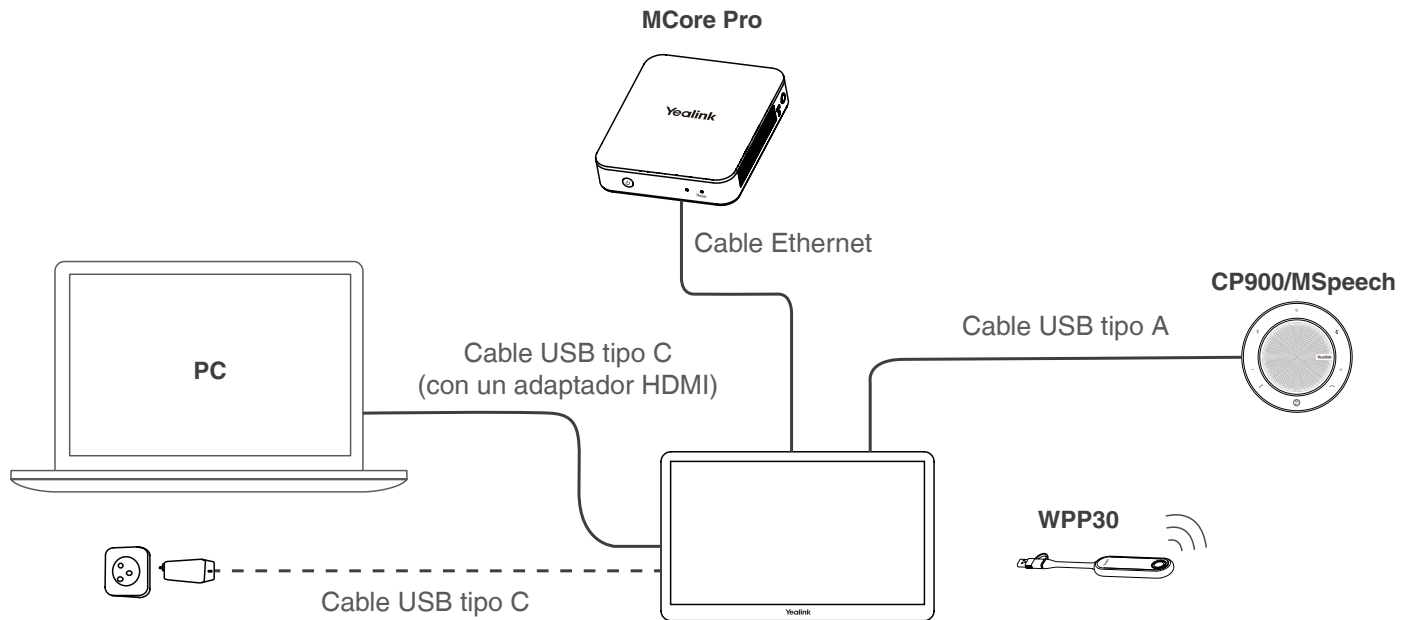 MCore Pro
Yealink
Cable Ethernet
CP900/MSpeech
Cable USB tipo A
Yealink
Cable USB tipo C
(con un adaptador HDMI)
PC
WPP30
Cable USB tipo C
Yealink